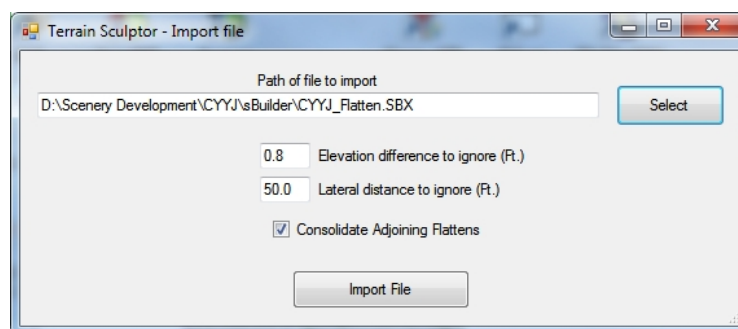 Terrain Sculptor - Import file
Path of file to import
D:\Scenery Development\CYYJ\sBuilder\CYYJ_Flatten.SBX
Select
0.8 Elevation difference to ignore (Ft.)
50.0 Lateral distance to ignore (Ft.)
Consolidate Adjoining Flattens
Import File